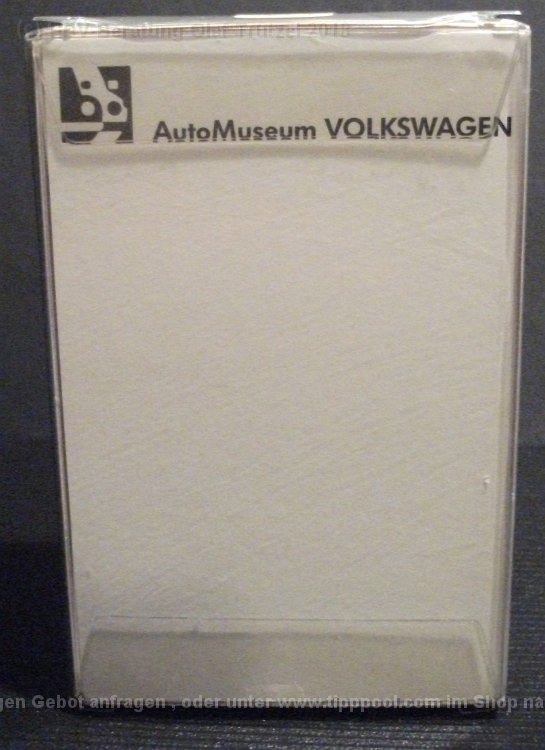 AutoMuseum VOLKSWAGEN
gen Gebot anfragen , oder unter www.tipppool.com im Shop na